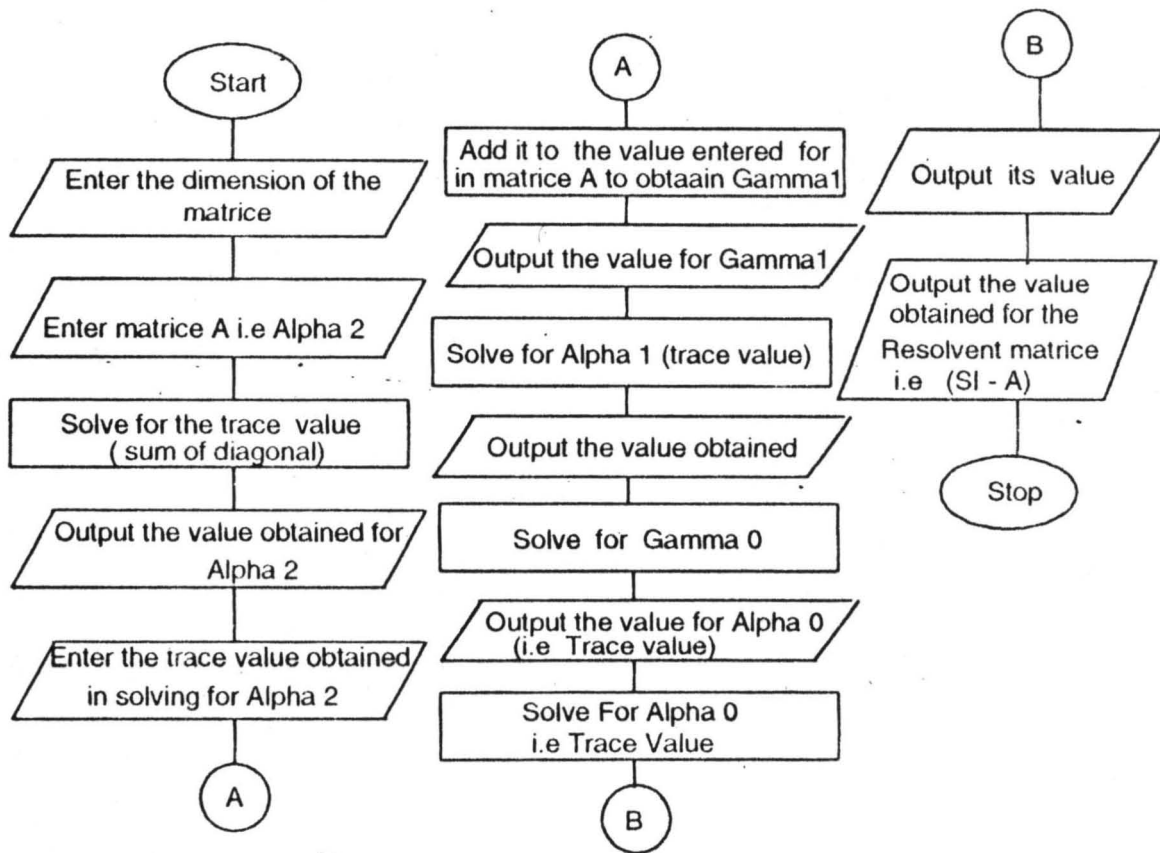 Start
Enter the dimension of the
matrice
Enter matrice A i.e Alpha 2
Solve for the trace value
( sum of diagonal)
Output the value obtained for
Alpha 2
Enter the trace value obtained
in solving for Alpha 2
A
A
Add it to the value entered for
in matrice A to obtaain Gamma1
Output the value for Gamma1
Solve for Alpha 1 (trace value)
Output the value obtained
Solve for Gamma 0
Output the value for Alpha 0
(i.e Trace value)
Solve For Alpha 0
i.e Trace Value
B
B
Output its value
Output the value
obtained for the
Resolvent matrice
i.e (SI - A)
Stop